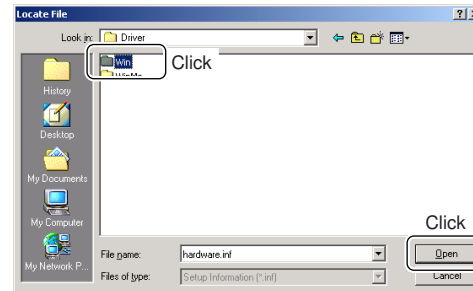 Locate File
Look in:
Driver
Win
Click
WinMe
History
Desktop
My Documents
My Computer
My Network P...
Click
File name:
hardware.inf
Open
Files of type:
Setup Information (*.inf)
Cancel